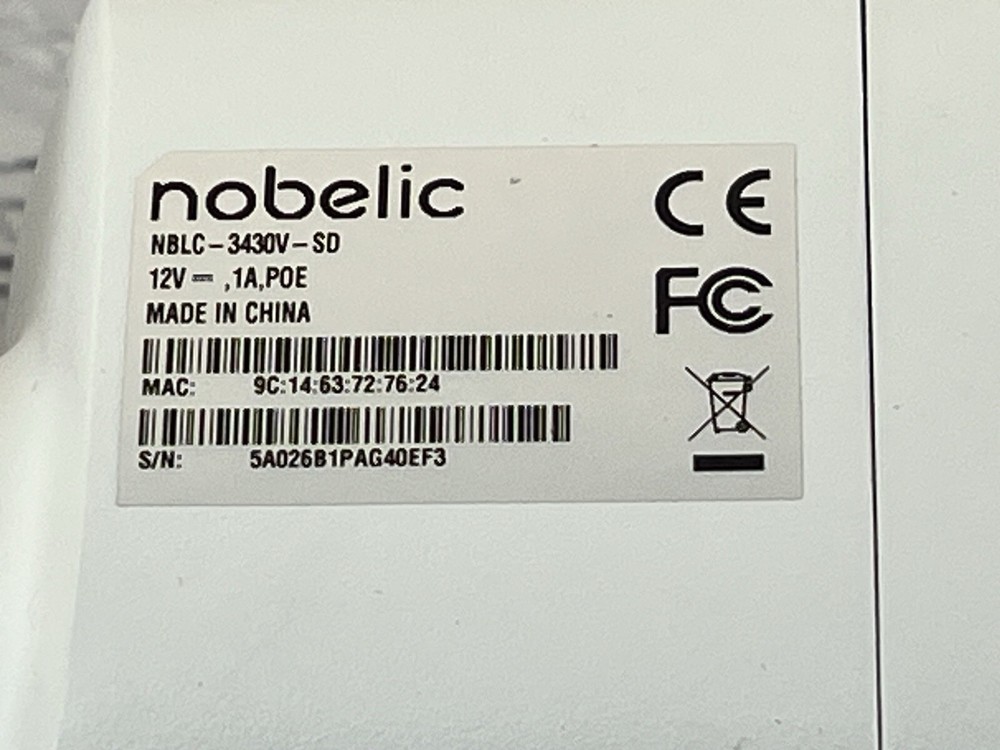 nobelic
NBLC-3430V-SD
12V ⎓ ,1A,POE
MADE IN CHINA
MAC: 9C:14:63:72:76:24
S/N: 5A026B1PAG40EF3
CE
FC